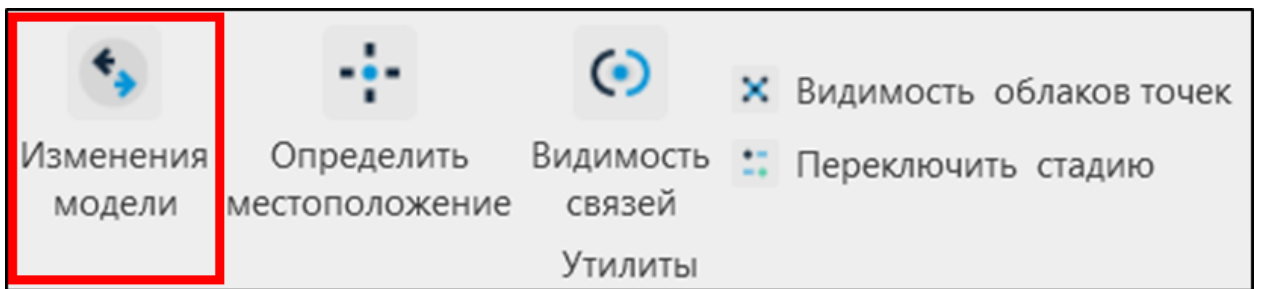 Изменения
модели
Определить
местоположение
Видимость
связей
Видимость облаков точек
Переключить стадию
Утилиты